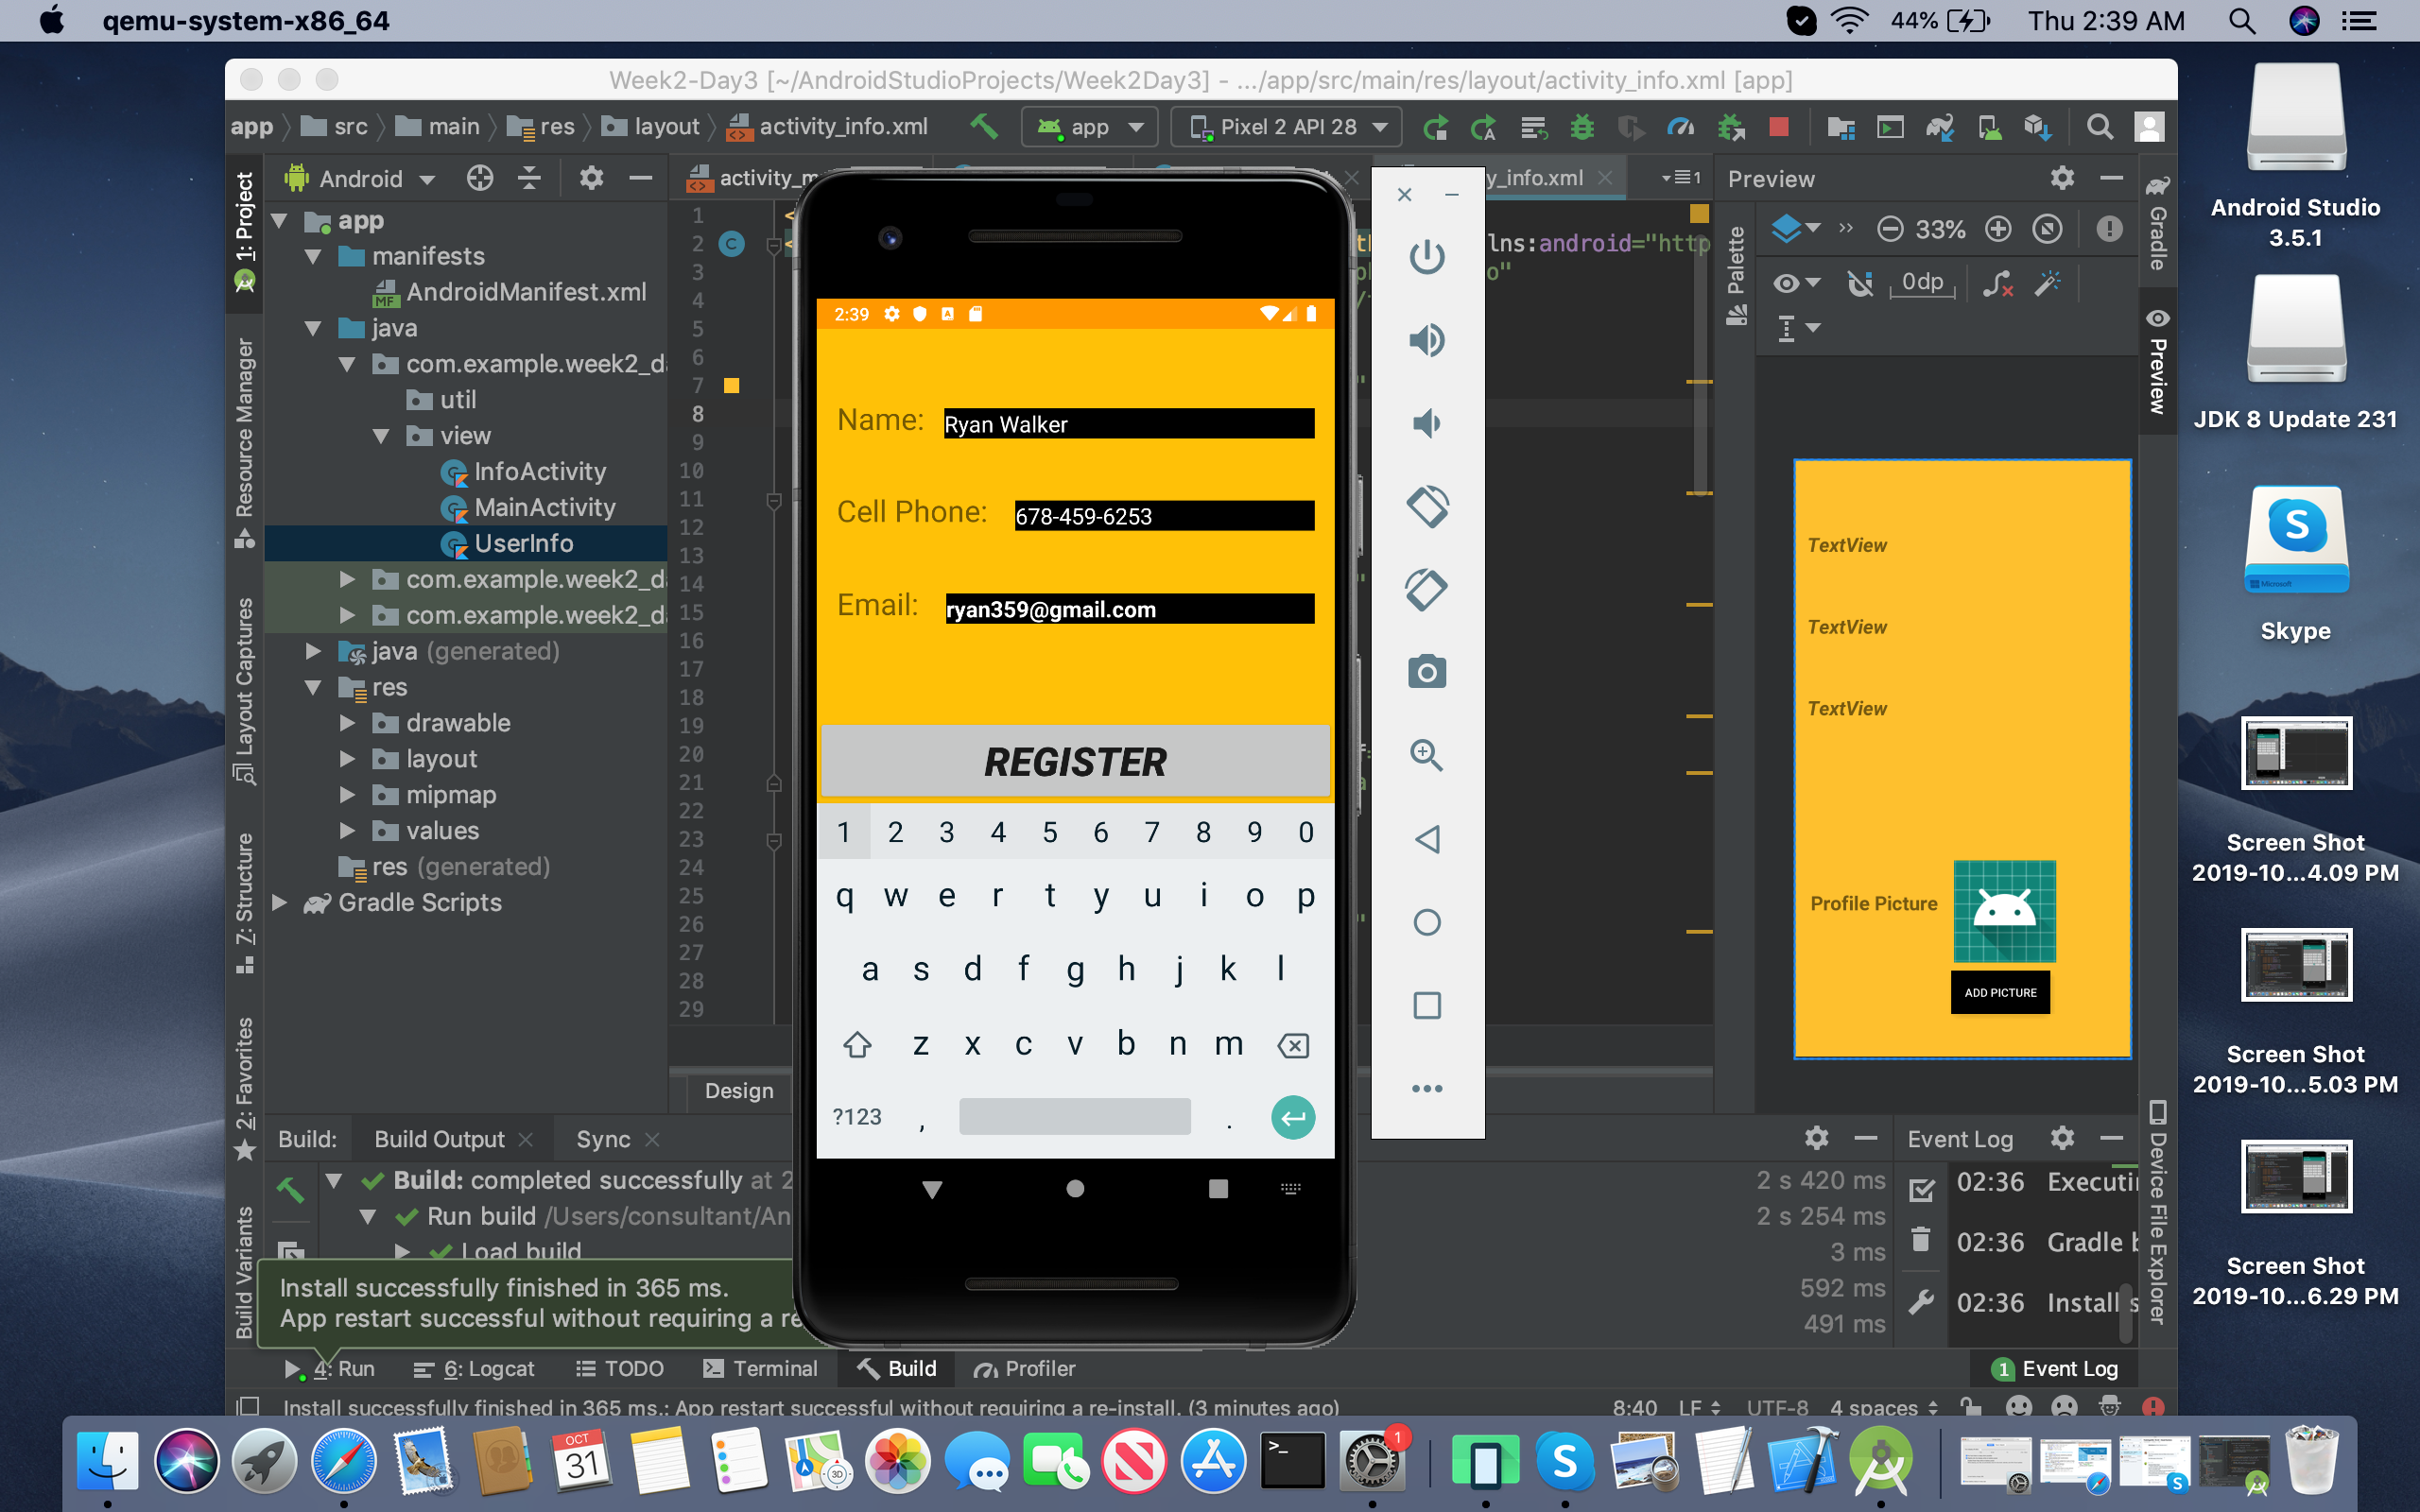 qemu-system-x86_64
44%
Thu 2:39 AM
Week2-Day3 [~/AndroidStudioProjects/Week2Day3] - .../app/src/main/res/layout/activity_info.xml [app]
app src main res layout activity_info.xml
app
Pixel 2 API 28
1: Project
Resource Manager
Layout Captures
7: Structure
2: Favorites
Build Variants
Android
app
manifests
AndroidManifest.xml
java
com.example.week2_d
util
view
InfoActivity
MainActivity
UserInfo
com.example.week2_d
com.example.week2_d
java (generated)
res
drawable
layout
mipmap
values
res (generated)
Gradle Scripts
activity_m
y_info.xml
1
1
2
3
4
5
6
7
8
9
10
11
12
13
14
15
16
17
18
19
20
21
22
23
24
25
26
27
28
29
lns:android="http
Design
2:39
Name: Ryan Walker
Cell Phone: 678-459-6253
Email: ryan359@gmail.com
REGISTER
1 2 3 4 5 6 7 8 9 0
q w e r t y u i o p
a s d f g h j k l
z x c v b n m
?123 , .
Preview
Palette
33%
0dp
TextView
TextView
TextView
Profile Picture
ADD PICTURE
Gradle
Preview
Device File Explorer
Build: Build Output Sync
Build: completed successfully at 2
2 s 420 ms
Run build /Users/consultant/An
2 s 254 ms
Load build
3 ms
592 ms
491 ms
Install successfully finished in 365 ms.
App restart successful without requiring a re
Event Log
02:36 Executi
02:36 Gradle b
02:36 Install s
4: Run 6: Logcat TODO Terminal Build Profiler
1 Event Log
Install successfully finished in 365 ms.: App restart successful without requiring a re-install. (3 minutes ago)
8:40 LF UTF-8 4 spaces
Android Studio
3.5.1
JDK 8 Update 231
Microsoft
Skype
Screen Shot
2019-10...4.09 PM
Screen Shot
2019-10...5.03 PM
Screen Shot
2019-10...6.29 PM
OCT
31
3D
1